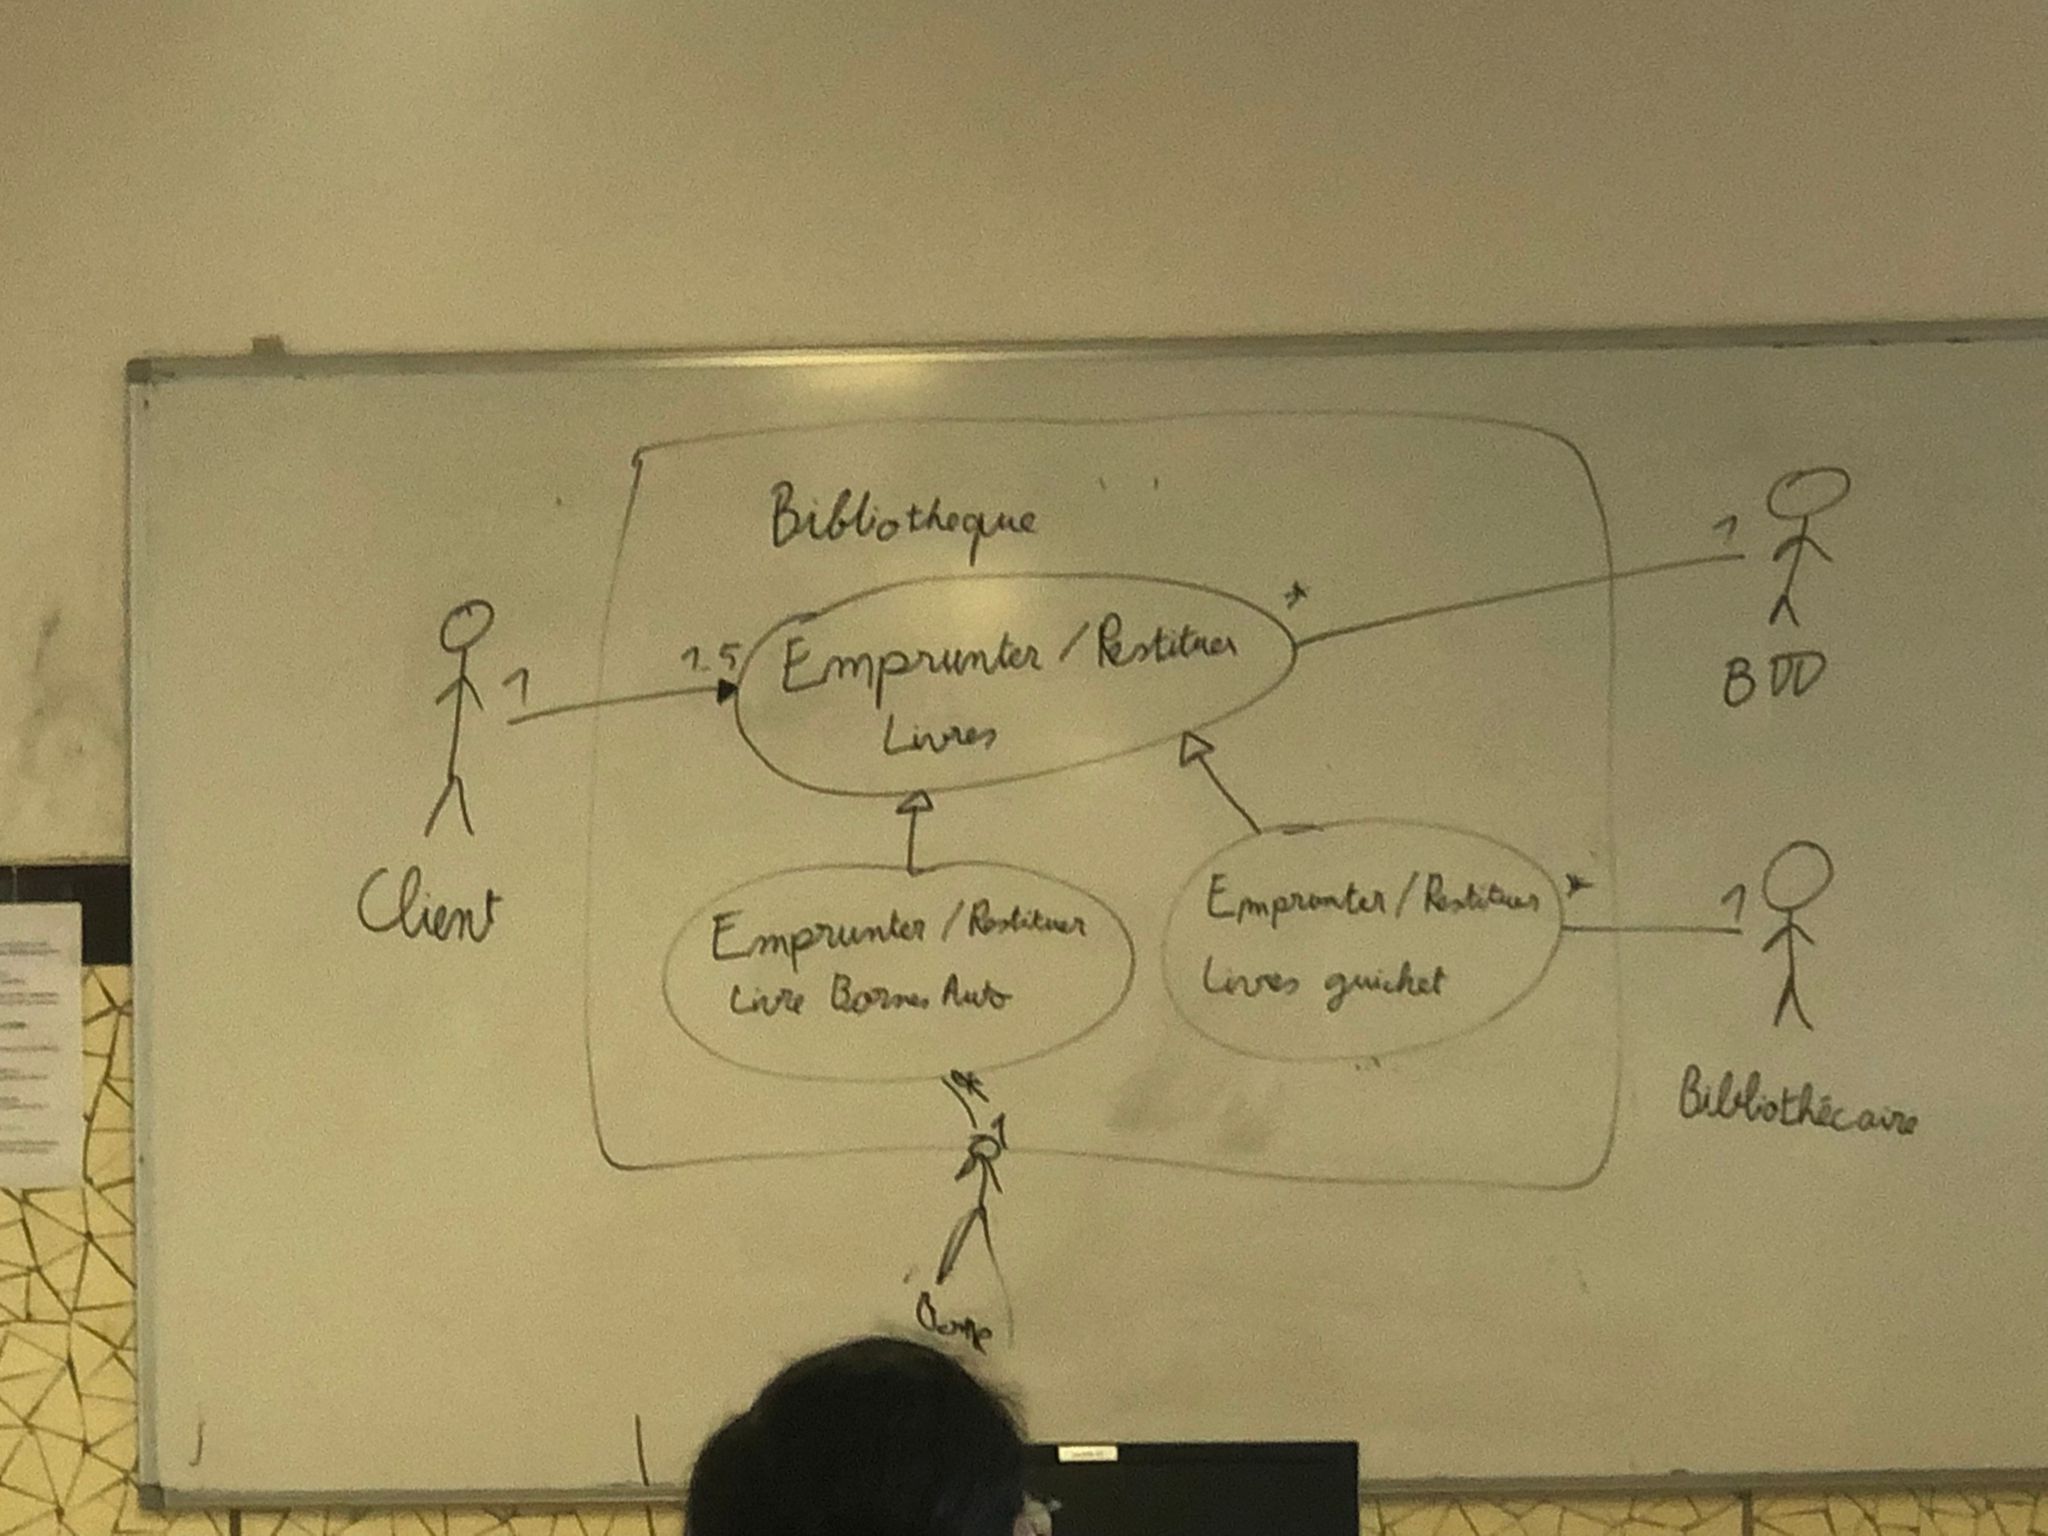 Bibliotheque
1
*
1
1.5
Emprunter / Restituer
Livres
BDD
Client
Emprunter / Restituer
Livre Bornes Auto
Emprunter / Restituer
Livres guichet
*
1
Bibliothécaire
*
1
Borne